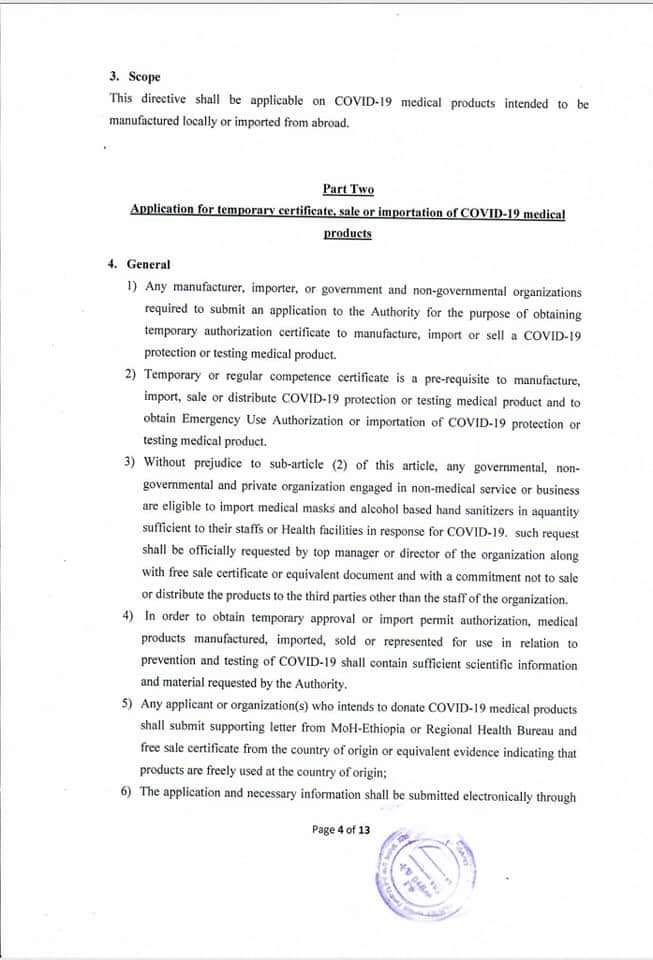 3. Scope
This directive shall be applicable on COVID-19 medical products intended to be
manufactured locally or imported from abroad.
Part Two
Application for temporary certificate, sale or importation of COVID-19 medical
products
4. General
1) Any manufacturer, importer, or government and non-governmental organizations
required to submit an application to the Authority for the purpose of obtaining
temporary authorization certificate to manufacture, import or sell a COVID-19
protection or testing medical product.
2) Temporary or regular competence certificate is a pre-requisite to manufacture,
import, sale or distribute COVID-19 protection or testing medical product and to
obtain Emergency Use Authorization or importation of COVID-19 protection or
testing medical product.
3) Without prejudice to sub-article (2) of this article, any governmental, non-
governmental and private organization engaged in non-medical service or business
are eligible to import medical masks and alcohol based hand sanitizers in aquantity
sufficient to their staffs or Health facilities in response for COVID-19. such request
shall be officially requested by top manager or director of the organization along
with free sale certificate or equivalent document and with a commitment not to sale
or distribute the products to the third parties other than the staff of the organization.
4) In order to obtain temporary approval or import permit authorization, medical
products manufactured, imported, sold or represented for use in relation to
prevention and testing of COVID-19 shall contain sufficient scientific information
and material requested by the Authority.
5) Any applicant or organization(s) who intends to donate COVID-19 medical products
shall submit supporting letter from MoH-Ethiopia or Regional Health Bureau and
free sale certificate from the country of origin or equivalent evidence indicating that
products are freely used at the country of origin;
6) The application and necessary information shall be submitted electronically through
Page 4 of 13